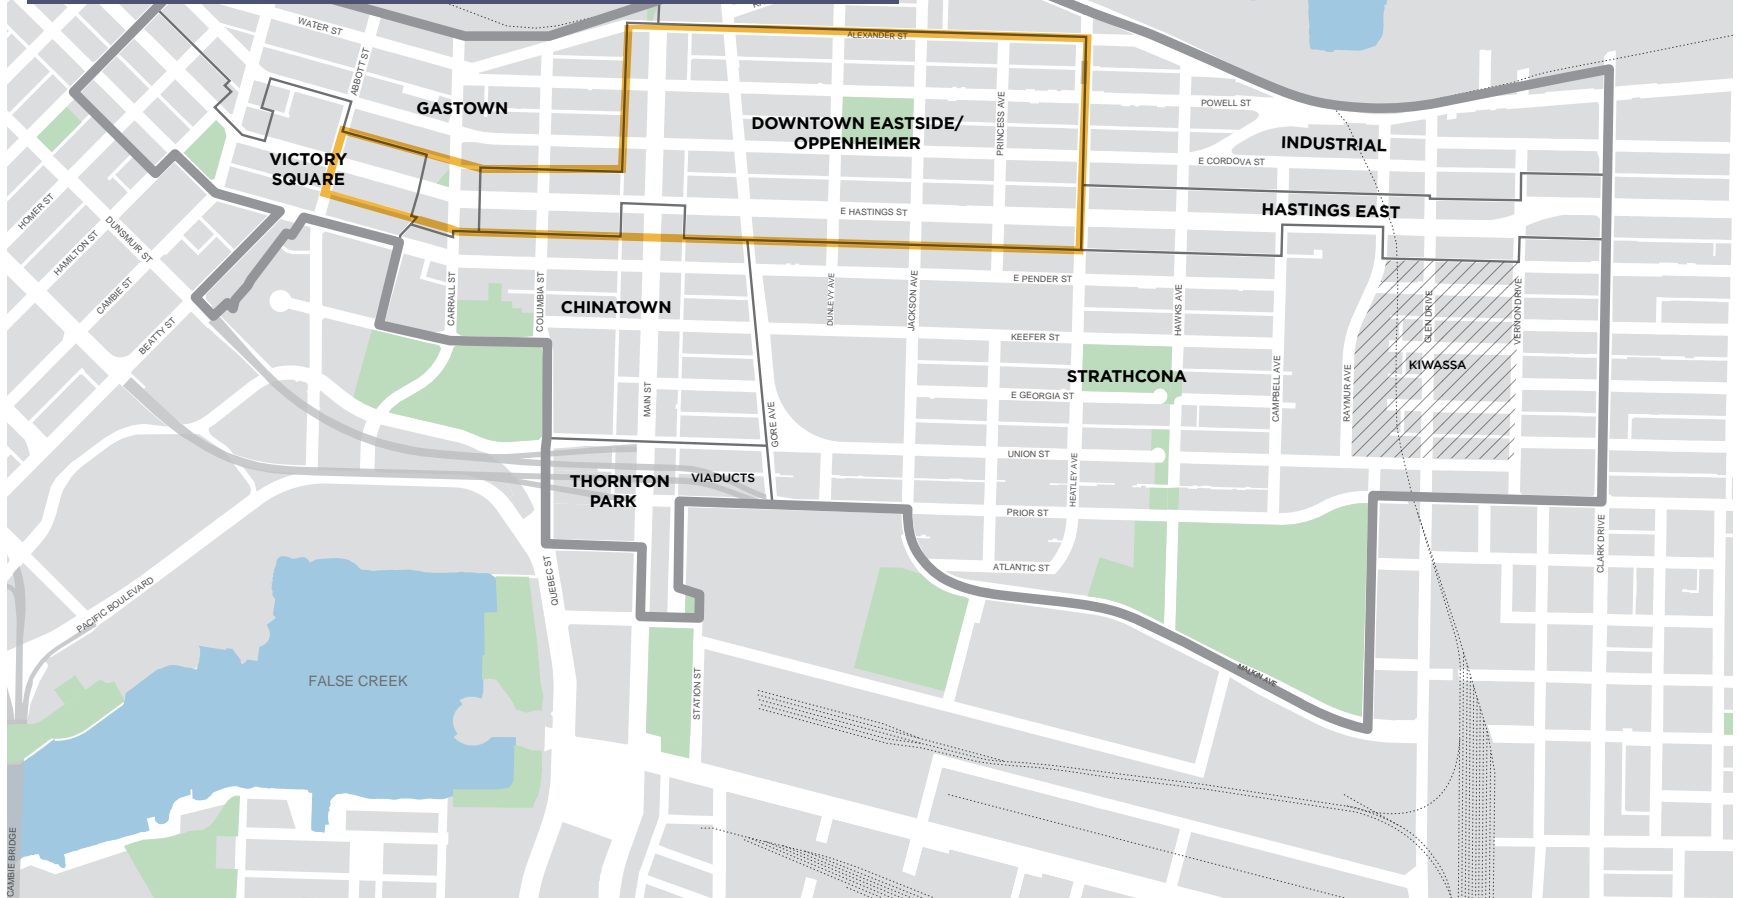 WATER ST
ABBOTT ST
GASTOWN
ALEXANDER ST
DOWNTOWN EASTSIDE/
OPPENHEIMER
PRINCESS AVE
POWELL ST
INDUSTRIAL
E CORDOVA ST
VICTORY
SQUARE
E HASTINGS ST
HASTINGS EAST
HOMER ST
HAMILTON ST
DUNSMUIR ST
CAMBIE ST
BEATTY ST
CARRALL ST
COLUMBIA ST
CHINATOWN
DUNLEVY AVE
JACKSON AVE
E PENDER ST
HAWKS AVE
GLEN DRIVE
VERNON DRIVE
KEEFER ST
STRATHCONA
KIWASSA
E GEORGIA ST
CAMPBELL AVE
RAYMUR AVE
MAIN ST
GORE AVE
UNION ST
HEATLEY AVE
THORNTON
PARK
VIADUCTS
PRIOR ST
CLARK DRIVE
ATLANTIC ST
QUEBEC ST
PACIFIC BOULEVARD
FALSE CREEK
STATION ST
MALKIN AVE
CAMBIE BRIDGE